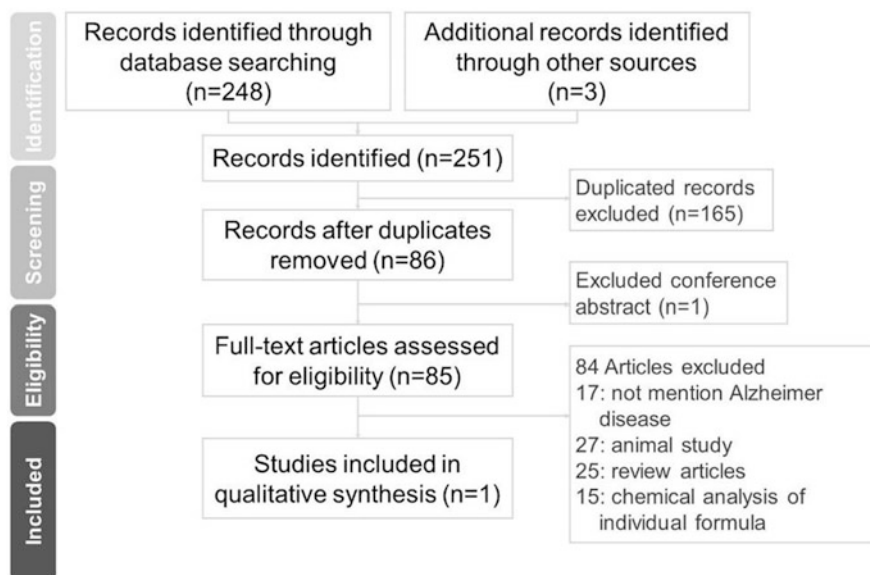 Identification
Records identified through
database searching
(n=248)
Additional records identified
through other sources
(n=3)
Records identified (n=251)
Screening
Duplicated records
excluded (n=165)
Records after duplicates
removed (n=86)
Excluded conference
abstract (n=1)
Eligibility
Full-text articles assessed
for eligibility (n=85)
84 Articles excluded
17: not mention Alzheimer
disease
27: animal study
25: review articles
15: chemical analysis of
individual formula
Included
Studies included in
qualitative synthesis (n=1)